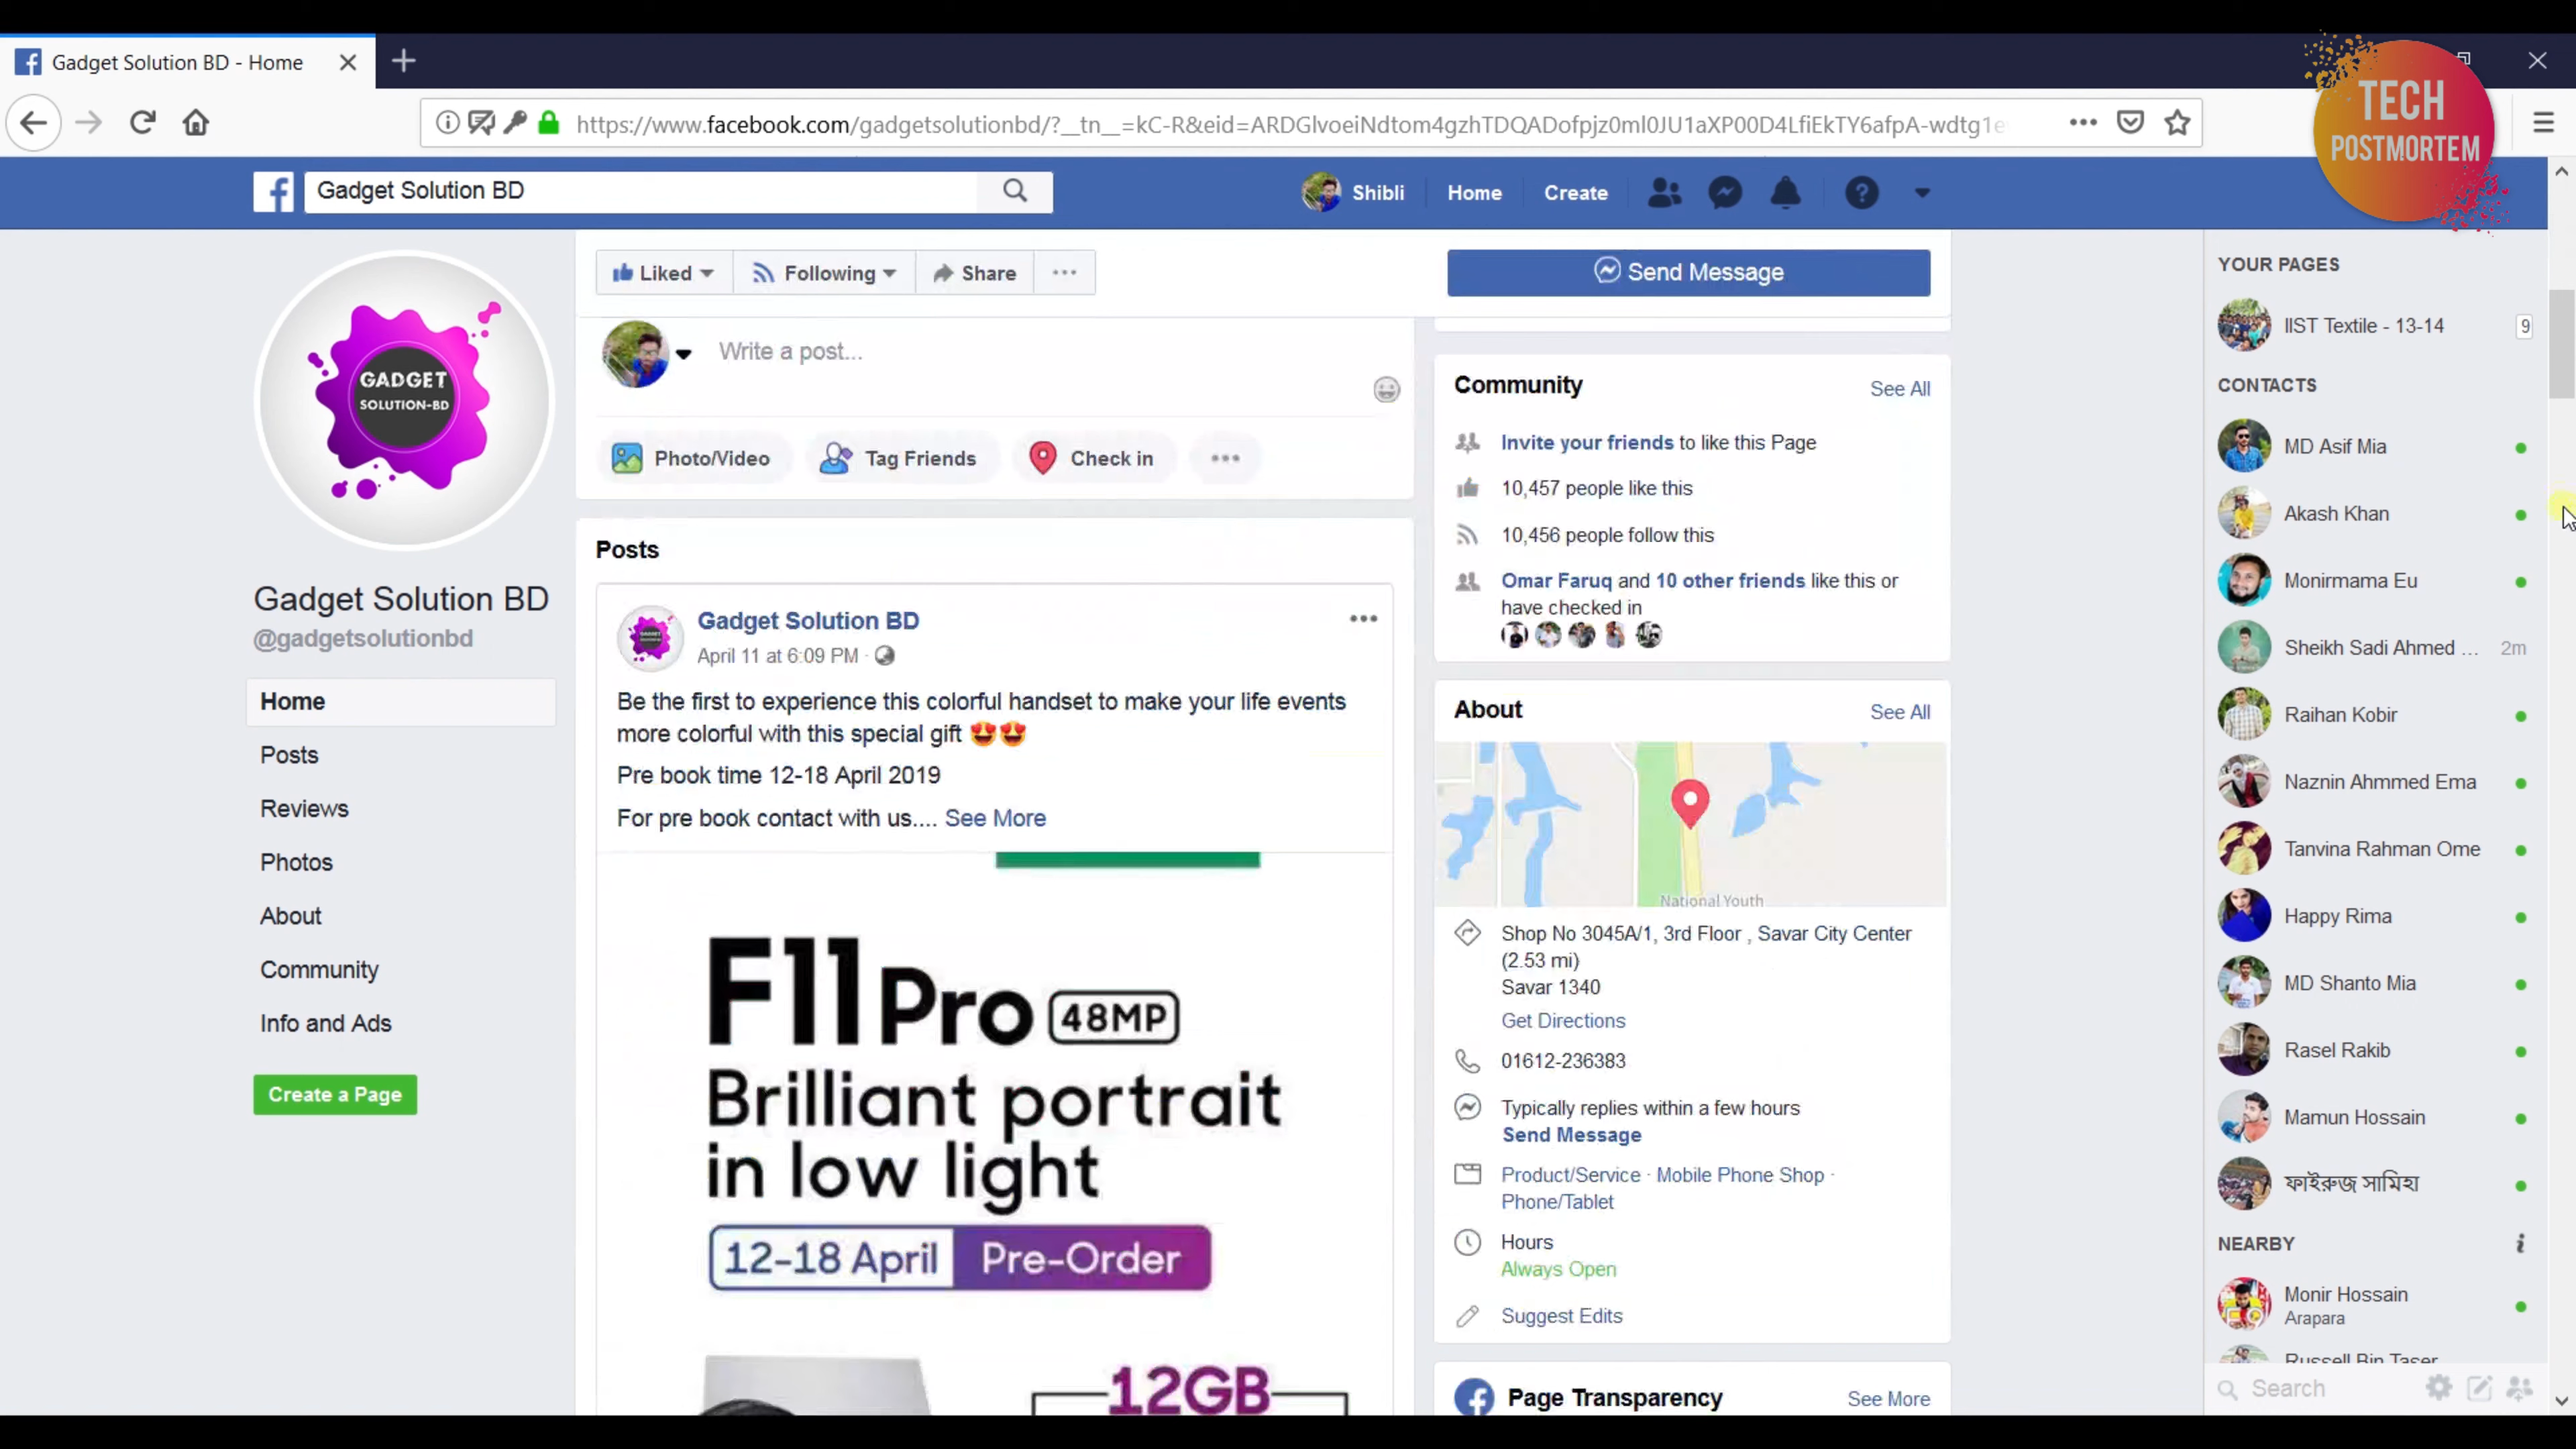 Gadget Solution BD - Home
TECH
POSTMORTEM
https://www.facebook.com/gadgetsolutionbd/?__tn__=kC-R&eid=
Gadget Solution BD
Shibli
Home
Create
Liked
Following
Share
Send Message
GADGET
SOLUTION-BD
Gadget Solution BD
@gadgetsolutionbd
Home
Posts
Reviews
Photos
About
Community
Info and Ads
Create a Page
Write a post...
Photo/Video
Tag Friends
Check in
Posts
Gadget Solution BD
April 11 at 6:09 PM ·
Be the first to experience this colorful handset to make your life events
more colorful with this special gift 😍😍
Pre book time 12-18 April 2019
For pre book contact with us.... See More
F11 Pro 48MP
Brilliant portrait
in low light
12-18 April Pre-Order
12GB
Community
See All
Invite your friends to like this Page
10,457 people like this
10,456 people follow this
Omar Faruq and 10 other friends like this or
have checked in
About
See All
National Youth
Shop No 3045A/1, 3rd Floor , Savar City Center
(2.53 mi)
Savar 1340
Get Directions
01612-236383
Typically replies within a few hours
Send Message
Product/Service · Mobile Phone Shop ·
Phone/Tablet
Hours
Always Open
Suggest Edits
Page Transparency
See More
YOUR PAGES
IIST Textile - 13-14
9
CONTACTS
MD Asif Mia
Akash Khan
Monirmama Eu
Sheikh Sadi Ahmed ...
2m
Raihan Kobir
Naznin Ahmmed Ema
Tanvina Rahman Ome
Happy Rima
MD Shanto Mia
Rasel Rakib
Mamun Hossain
ফাইরুজ সামিহা
NEARBY
Monir Hossain
Arapara
Russell Bin Taser
Search